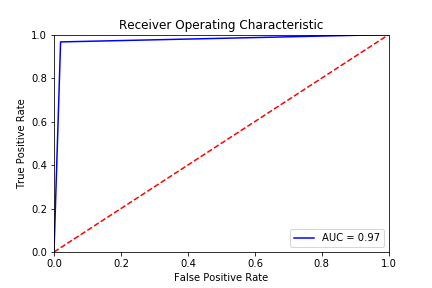 Receiver Operating Characteristic
1.0
0.8
0.6
0.4
0.2
0.0
True Positive Rate
AUC = 0.97
0.0 0.2 0.4 0.6 0.8 1.0
False Positive Rate